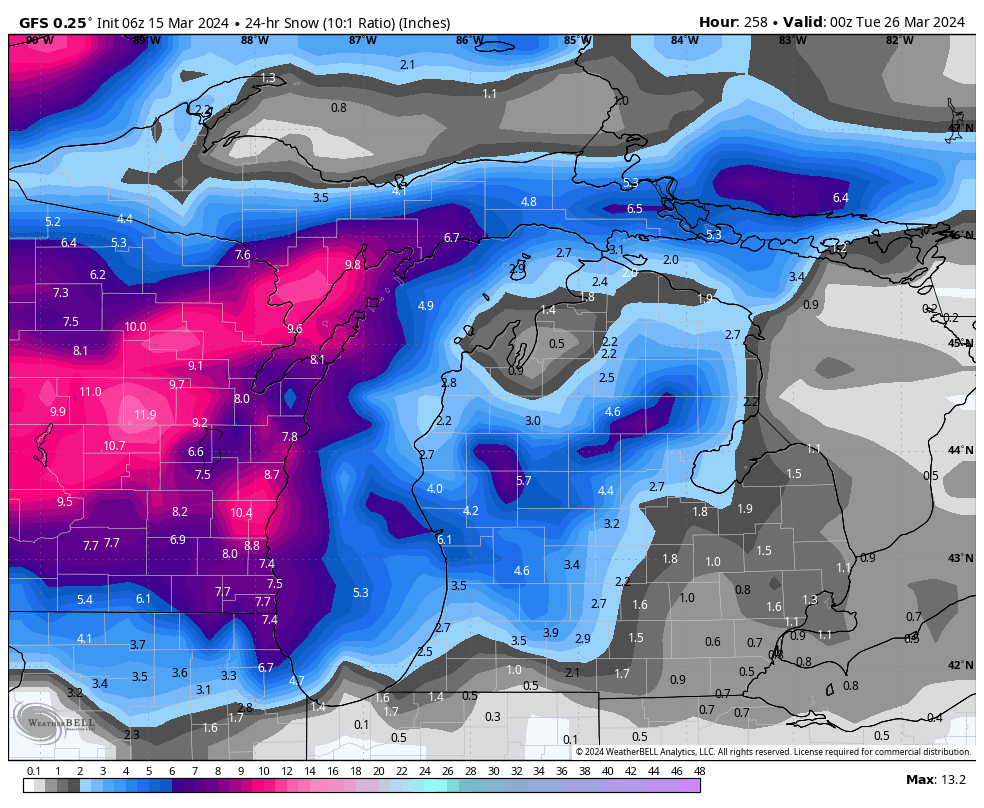 GFS 0.25° Init 06z 15 Mar 2024 • 24-hr Snow (10:1 Ratio) (Inches)
Hour: 258 • Valid: 00z Tue 26 Mar 2024
90°W 89°W 88°W 87°W 86°W 85°W 84°W 83°W 82°W
2.1
1.3
1.1
2.2 0.8 1.0
47°N
4.1 5.3
3.5 4.8 6.4
5.2 4.4 6.5
6.4 5.3 6.7 5.3 46°N
7.6 2.7 3.1 1.2
9.8 2.9 2.0
6.2 2.4 2.0 3.4
7.3 4.9 1.8 1.9 0.9
1.4 0.2 0.2
7.5 10.0 9.6 2.7
8.1 0.5 2.2 45°N
8.1 2.2
9.1 0.9
9.7 2.8 2.5
11.0 8.0 2.2
9.9 11.9 9.2 2.2 3.0 4.6
7.8
10.7 6.6 2.7 1.1 44°N
7.5 8.7 5.7 1.5 0.5
4.0 4.4 2.7
9.5 8.2 10.4 4.2 1.8 1.9
3.2
7.7 7.7 6.9 8.8 6.1
8.0 7.4 1.5 0.9 43°N
3.4 1.8 1.0
7.5 3.5 4.6 2.2 1.1
5.4 6.1 7.7 7.7 5.3 2.7 1.6 1.0 0.8 1.6 1.3
7.4 2.7 1.1 0.7
4.1 3.7 3.5 3.9 2.9 1.5 0.6 0.7 0.9 1.1 0.5
2.5 0.8
6.7 0.8 42°N
3.6 3.3 4.7 1.0 2.1 1.7 0.9 0.5
3.4 3.5 3.1 0.5 0.8
3.2 1.6 1.4 0.5 0.7
2.8 1.4 1.7 0.7 0.7
1.7 0.3 0.4
1.6 0.1
2.3 0.5 0.1 0.5 0.5
WEATHERBELL
© 2024 WeatherBELL Analytics, LLC. All rights reserved. License required for commercial distribution.
0.1 1 2 3 4 5 6 7 8 9 10 12 14 16 18 20 22 24 26 28 30 32 34 36 38 40 42 44 46 48
Max: 13.2